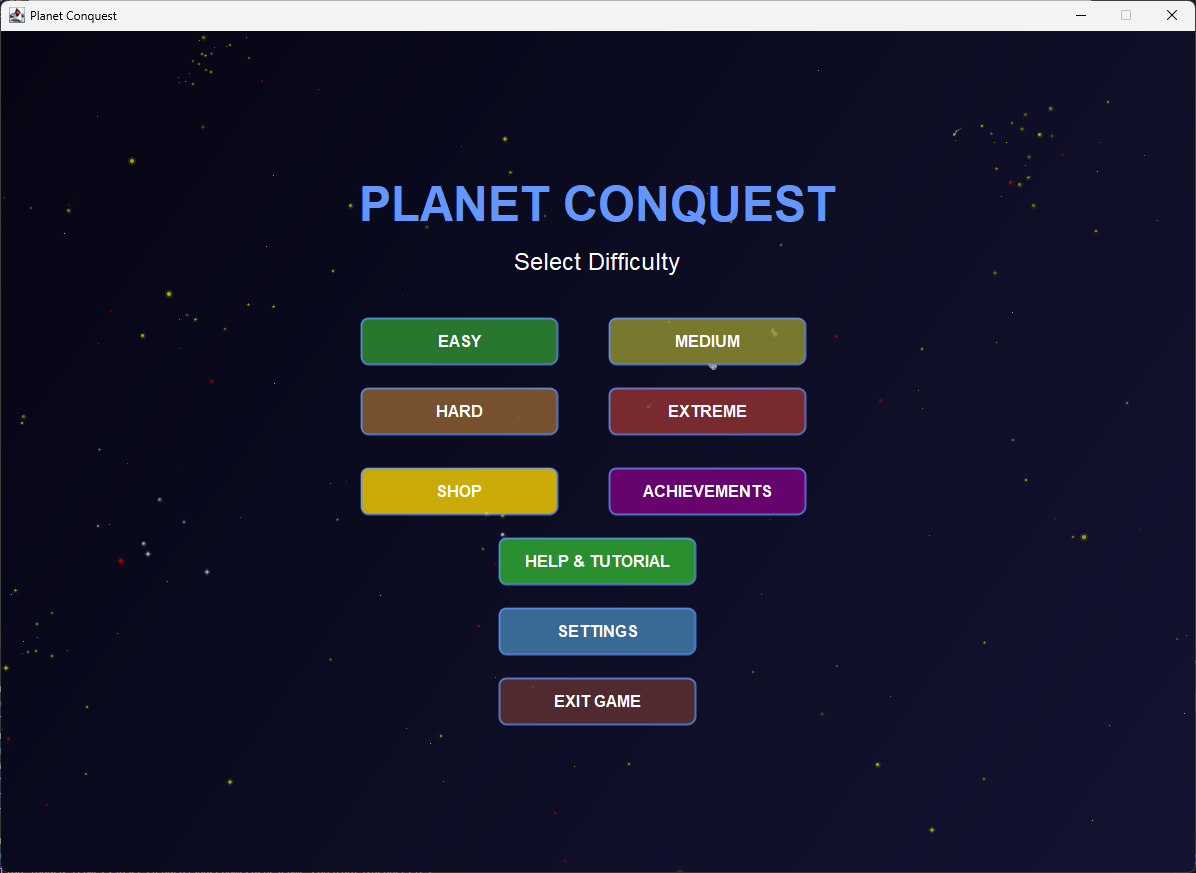 Planet Conquest
PLANET CONQUEST
Select Difficulty
EASY
MEDIUM
HARD
EXTREME
SHOP
ACHIEVEMENTS
HELP & TUTORIAL
SETTINGS
EXIT GAME